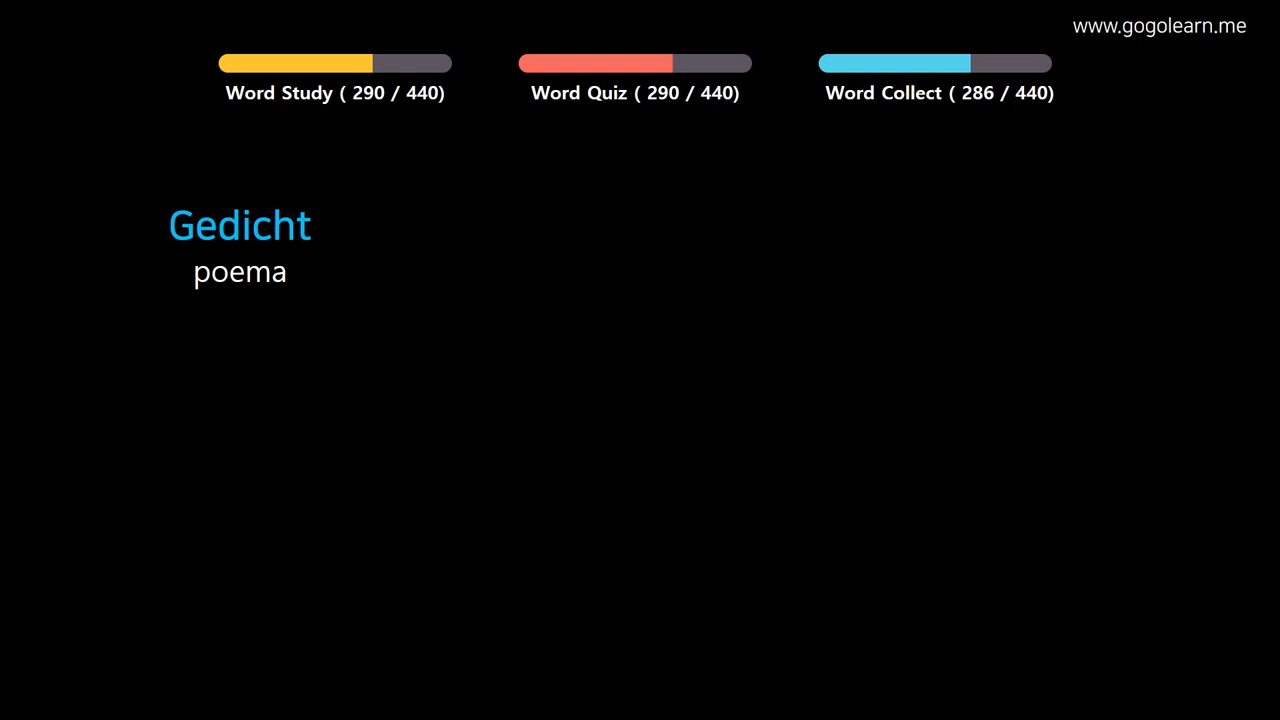 www.gogolearn.me
Word Study ( 290 / 440)
Word Quiz ( 290 / 440)
Word Collect ( 286 / 440)
Gedicht
poema